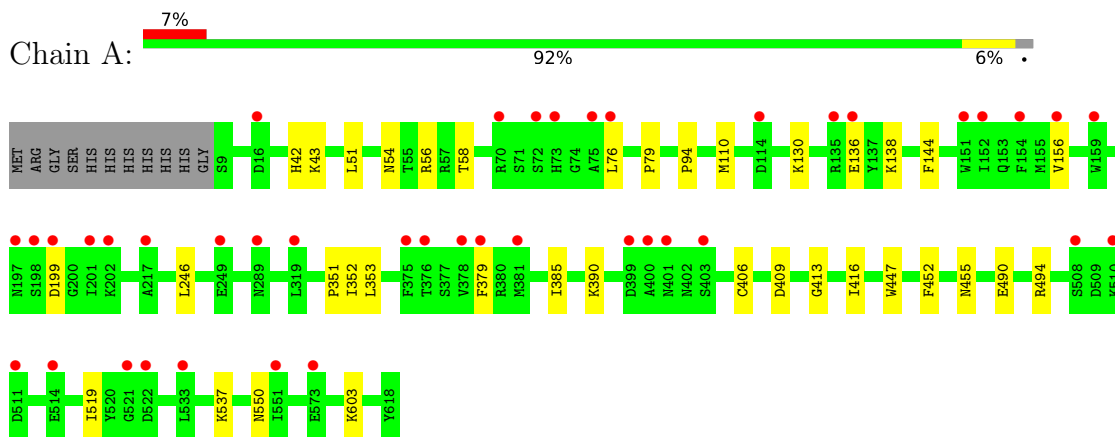 7%
Chain A:
92% 6% •
MET ARG GLY SER HIS HIS HIS HIS HIS HIS GLY S9 D16 H42 K43 L51 N54 T55 R56 R57 T58 R70 S71 S72 H73 G74 A75 L76 P79 P94 M110 D114 K130 R135 E136 Y137 K138 F144 W151 I152 Q153 F154 M155 V156 W159
N197 S198 D199 G200 I201 K202 A217 L246 E249 N289 L319 P351 I352 L353 F375 T376 S377 V378 F379 R380 M381 I385 K390 D399 A400 N401 N402 S403 C406 D409 G413 I416 W447 F452 N455 E490 R494 S508 D509 K510
D511 E514 I519 Y520 G521 D522 L533 K537 N550 I551 E573 K603 Y618